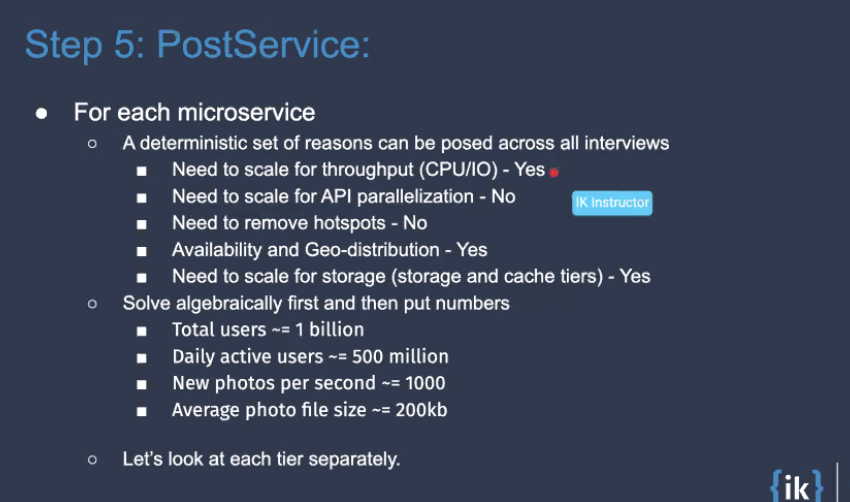 Step 5: PostService:
● For each microservice
○ A deterministic set of reasons can be posed across all interviews
■ Need to scale for throughput (CPU/IO) - Yes
■ Need to scale for API parallelization - No
IK Instructor
■ Need to remove hotspots - No
■ Availability and Geo-distribution - Yes
■ Need to scale for storage (storage and cache tiers) - Yes
○ Solve algebraically first and then put numbers
■ Total users ~= 1 billion
■ Daily active users ~= 500 million
■ New photos per second ~= 1000
■ Average photo file size ~= 200kb
○ Let's look at each tier separately.
{ik}